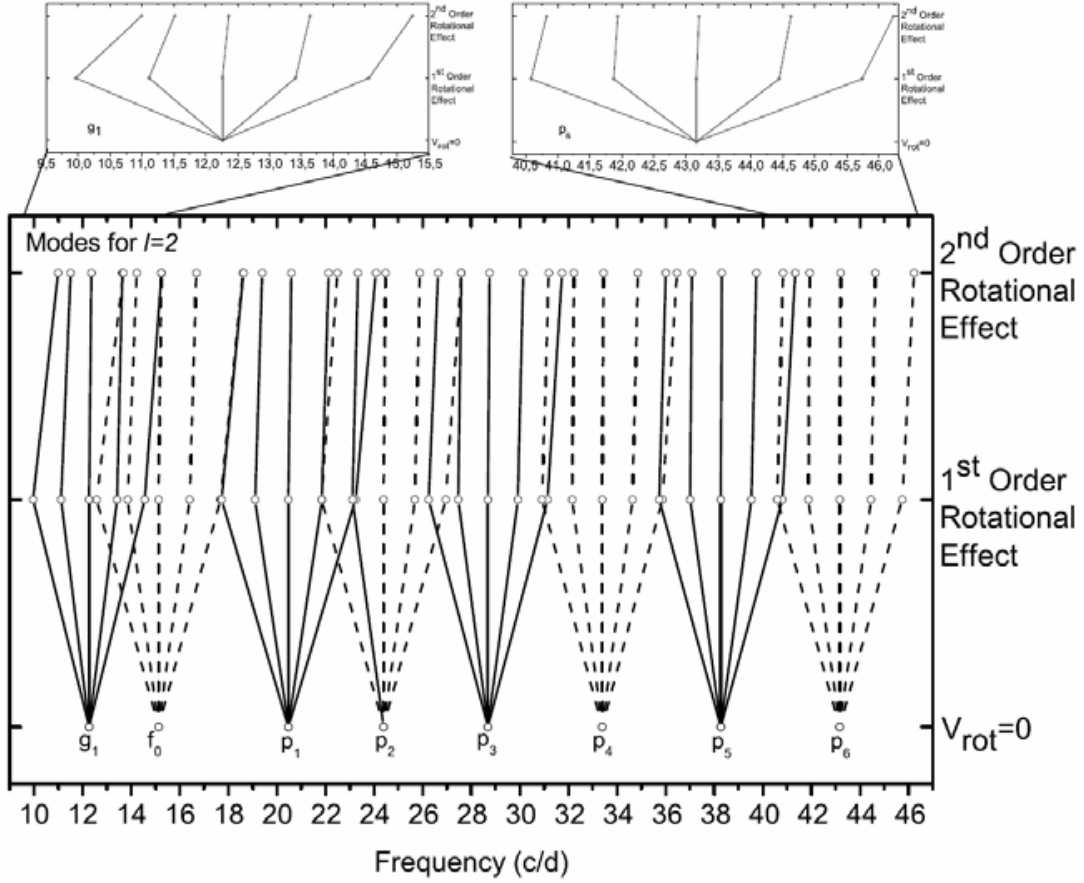 2nd Order
Rotational
Effect
1st Order
Rotational
Effect
g1
Vrot=0
9,5 10,0 10,5 11,0 11,5 12,0 12,5 13,0 13,5 14,0 14,5 15,0 15,5
2nd Order
Rotational
Effect
1st Order
Rotational
Effect
p6
Vrot=0
40,5 41,0 41,5 42,0 42,5 43,0 43,5 44,0 44,5 45,0 45,5 46,0
Modes for l=2
2nd Order
Rotational
Effect
1st Order
Rotational
Effect
Vrot=0
g1 f0 p1 p2 p3 p4 p5 p6
10 12 14 16 18 20 22 24 26 28 30 32 34 36 38 40 42 44 46
Frequency (c/d)